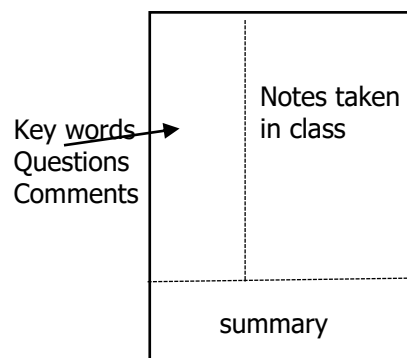 Key words
Questions
Comments
Notes taken
in class
summary